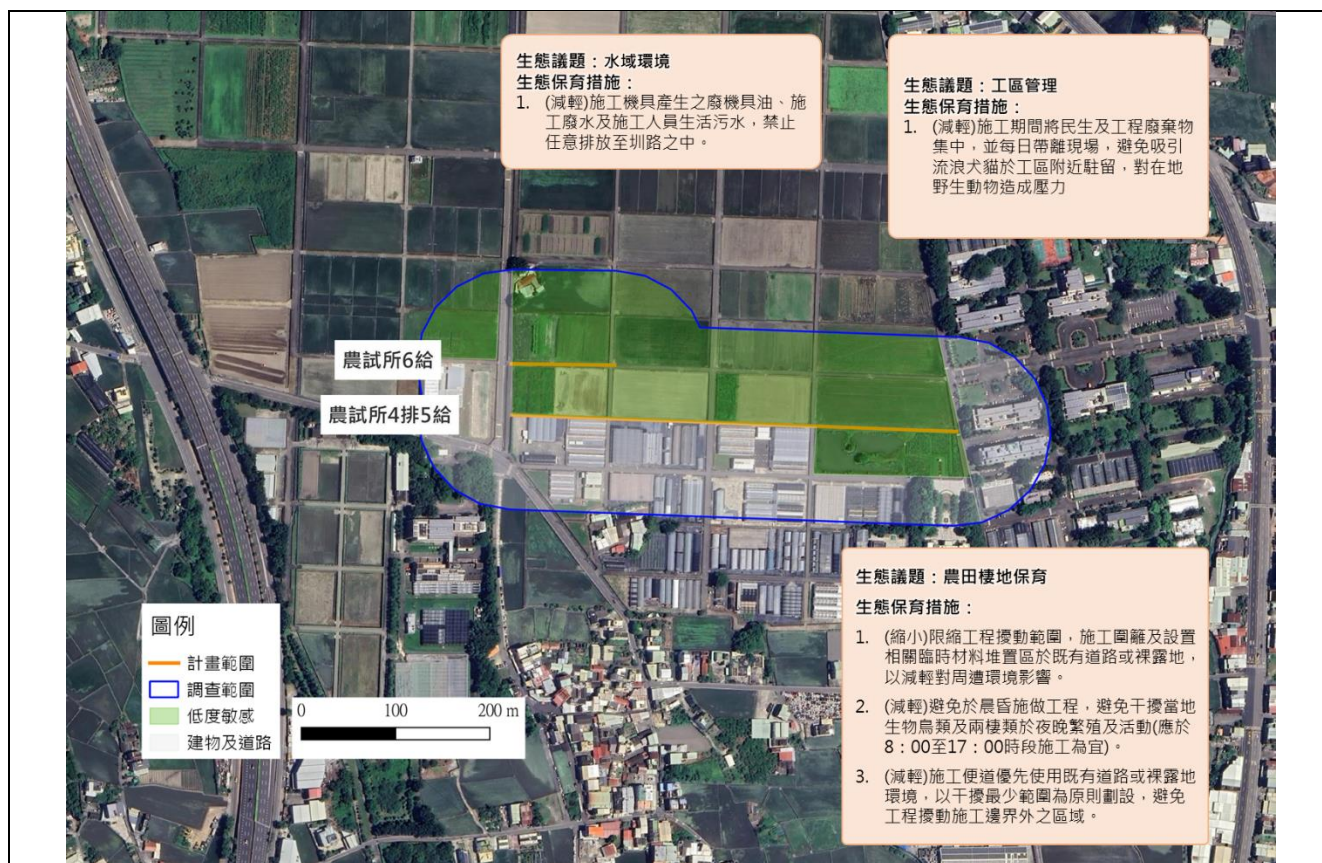 生態議題：水域環境
生態保育措施：
1. (減輕)施工機具產生之廢機具油、施
工廢水及施工人員生活污水，禁止
任意排放至圳路之中。
生態議題：工區管理
生態保育措施：
1. (減輕)施工期間將民生及工程廢棄物
集中，並每日帶離現場，避免吸引
流浪犬貓於工區附近駐留，對在地
野生動物造成壓力
農試所6給
農試所4排5給
生態議題：農田棲地保育
生態保育措施：
1. (縮小)限縮工程擾動範圍，施工圍籬及設置
相關臨時材料堆置區於既有道路或裸露地，
以減輕對周遭環境影響。
2. (減輕)避免於晨昏施做工程，避免干擾當地
生物鳥類及兩棲類於夜晚繁殖及活動(應於
8：00至17：00時段施工為宜)。
3. (減輕)施工便道優先使用既有道路或裸露地
環境，以干擾最少範圍為原則劃設，避免
工程擾動施工邊界外之區域。
圖例
計畫範圍
調查範圍
低度敏感
建物及道路
0 100 200 m